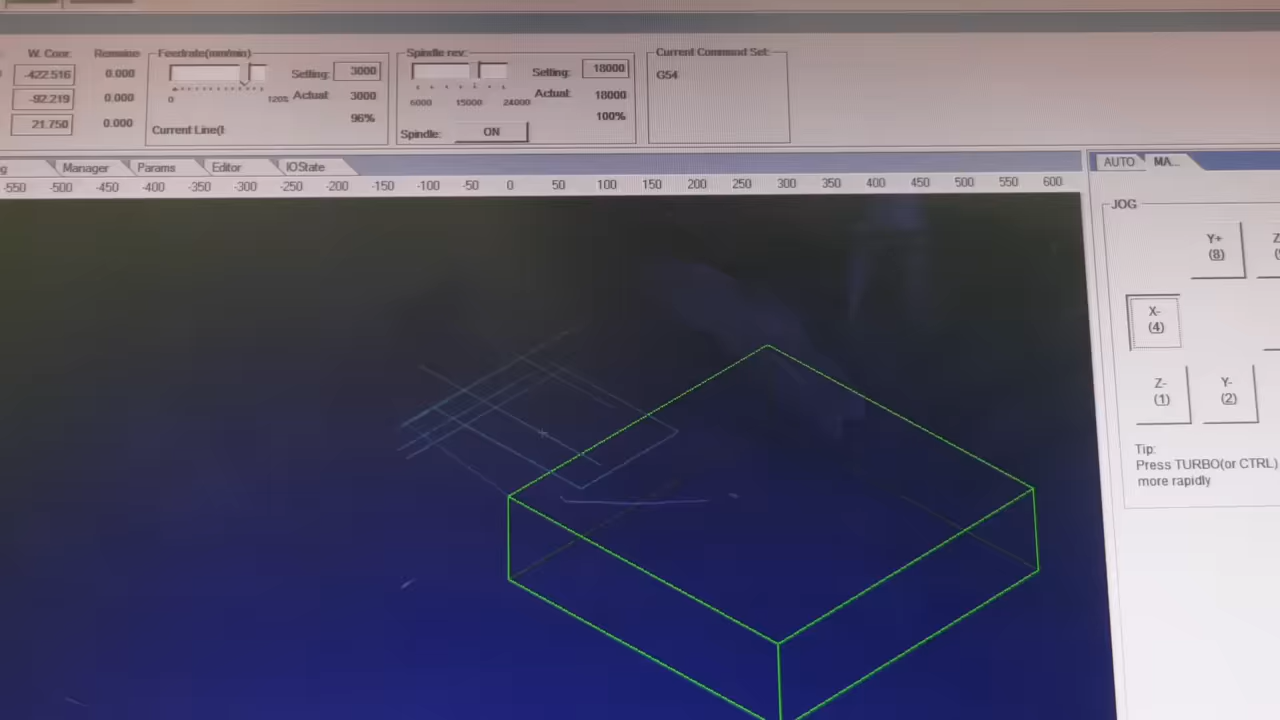 W. Coor. Remaine Feedrate(mm/min) Spindle rev: Current Command Set:
-422.516 0.000 Setting: 3000 Setting: 18000 G54
-92.219 0.000 0 120% Actual: 3000 6000 15000 24000 Actual: 18000
21.750 0.000 96% 100%
Current Line(l: Spindle: ON
Manager Params Editor IOState AUTO MA...
-550 -500 -450 -400 -350 -300 -250 -200 -150 -100 -50 0 50 100 150 200 250 300 350 400 450 500 550 600
JOG
Y+
(8)
X-
(4)
Z- Y-
(1) (2)
Tip:
Press TURBO(or CTRL)
more rapidly